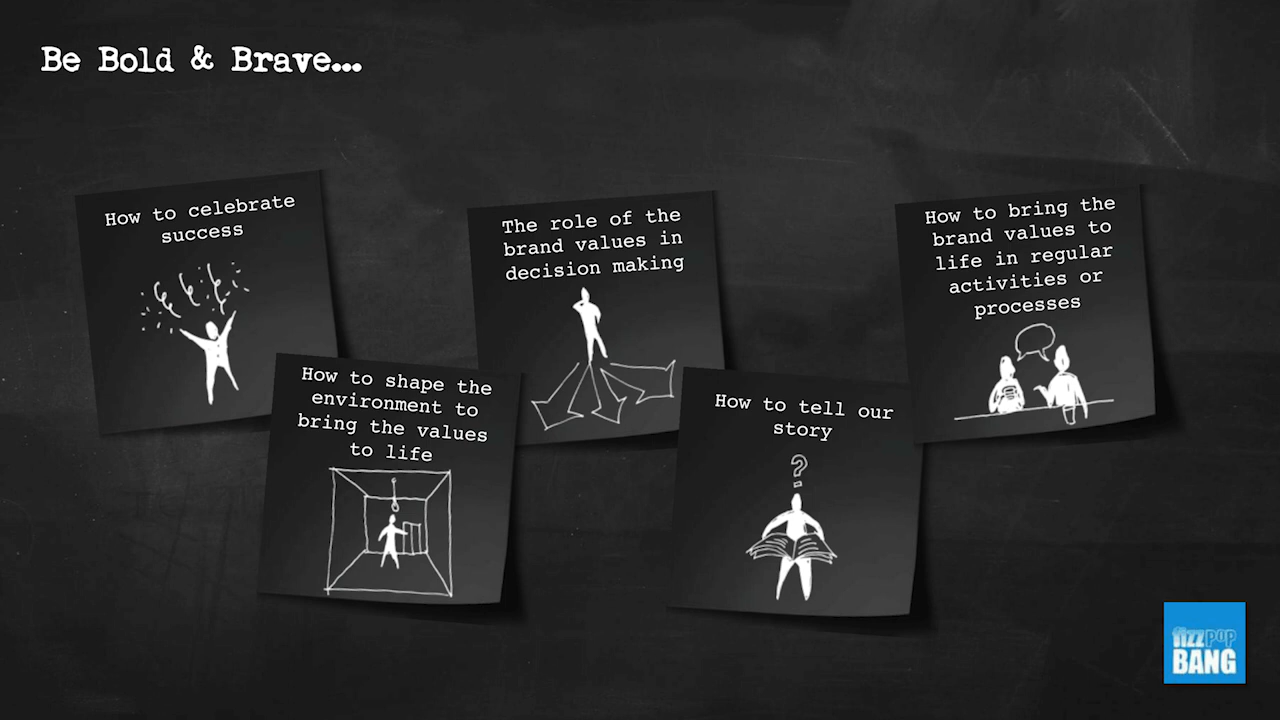 Be Bold & Brave...
How to celebrate
success
The role of the
brand values in
decision making
How to bring the
brand values to
life in regular
activities or
processes
How to shape the
environment to
bring the values
to life
How to tell our
story
?
fizzpop
BANG